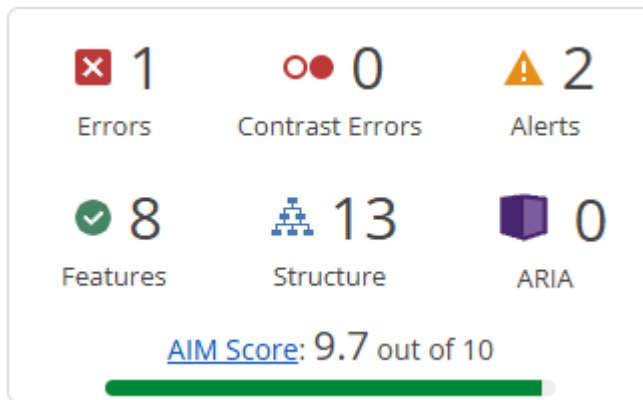 1 0 2
Errors Contrast Errors Alerts
8 13 0
Features Structure ARIA
AIM Score: 9.7 out of 10